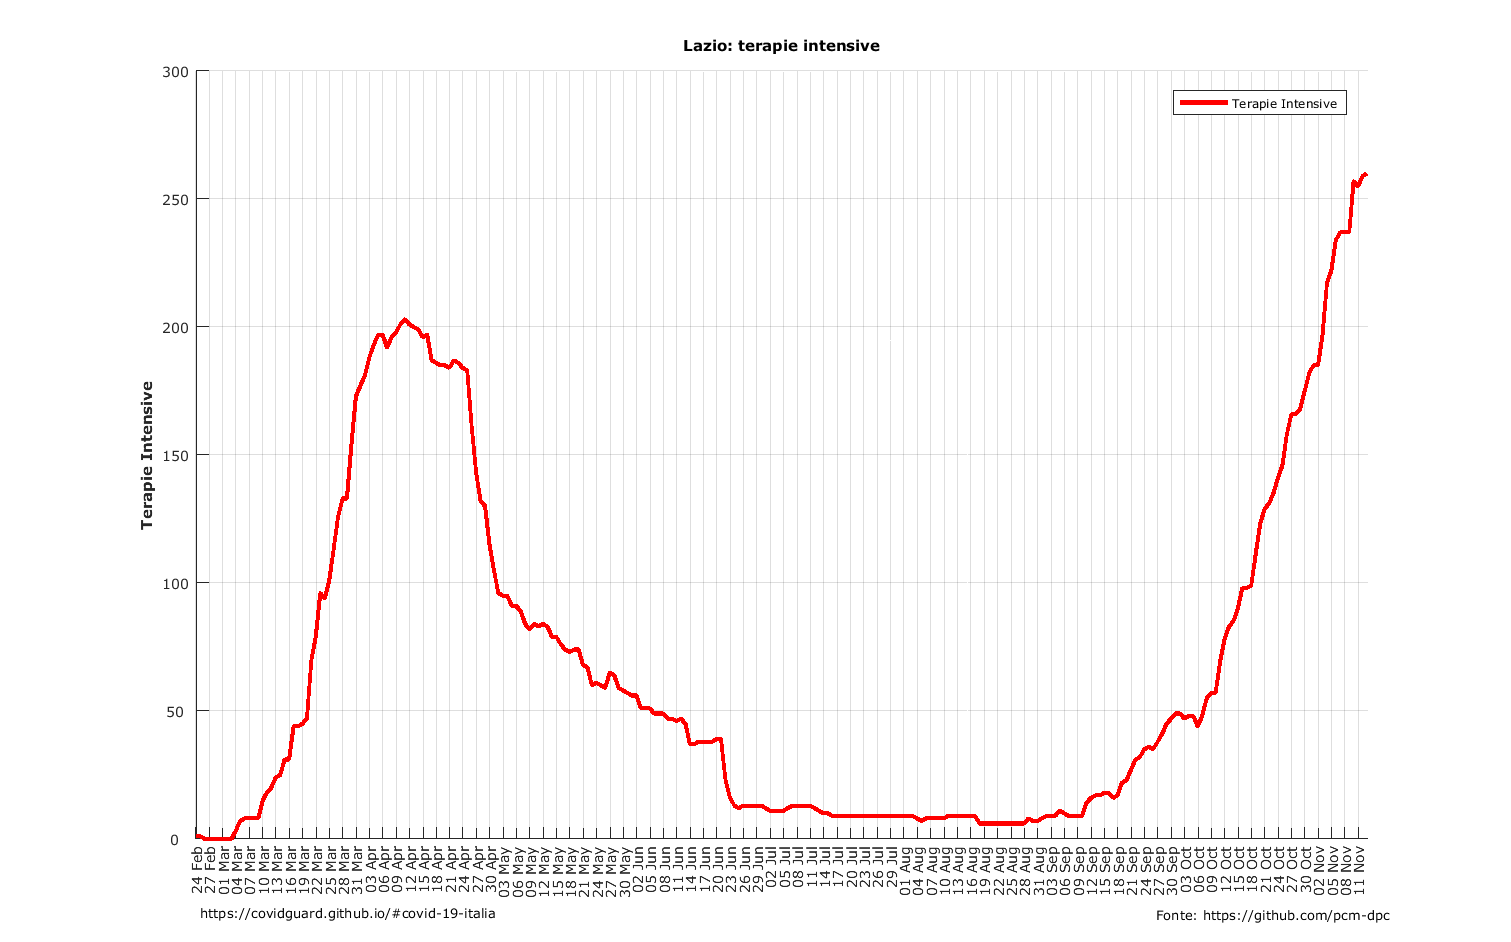 Lazio: terapie intensive
Terapie Intensive
300
250
200
150
100
50
0
Terapie Intensive
24 Feb
27 Feb
01 Mar
04 Mar
07 Mar
10 Mar
13 Mar
16 Mar
19 Mar
22 Mar
25 Mar
28 Mar
31 Mar
03 Apr
06 Apr
09 Apr
12 Apr
15 Apr
18 Apr
21 Apr
24 Apr
27 Apr
30 Apr
03 May
06 May
09 May
12 May
15 May
18 May
21 May
24 May
27 May
30 May
02 Jun
05 Jun
08 Jun
11 Jun
14 Jun
17 Jun
20 Jun
23 Jun
26 Jun
29 Jun
02 Jul
05 Jul
08 Jul
11 Jul
14 Jul
17 Jul
20 Jul
23 Jul
26 Jul
29 Jul
01 Aug
04 Aug
07 Aug
10 Aug
13 Aug
16 Aug
19 Aug
22 Aug
25 Aug
28 Aug
31 Aug
03 Sep
06 Sep
09 Sep
12 Sep
15 Sep
18 Sep
21 Sep
24 Sep
27 Sep
30 Sep
03 Oct
06 Oct
09 Oct
12 Oct
15 Oct
18 Oct
21 Oct
24 Oct
27 Oct
30 Oct
02 Nov
05 Nov
08 Nov
11 Nov
https://covidguard.github.io/#covid-19-italia
Fonte: https://github.com/pcm-dpc